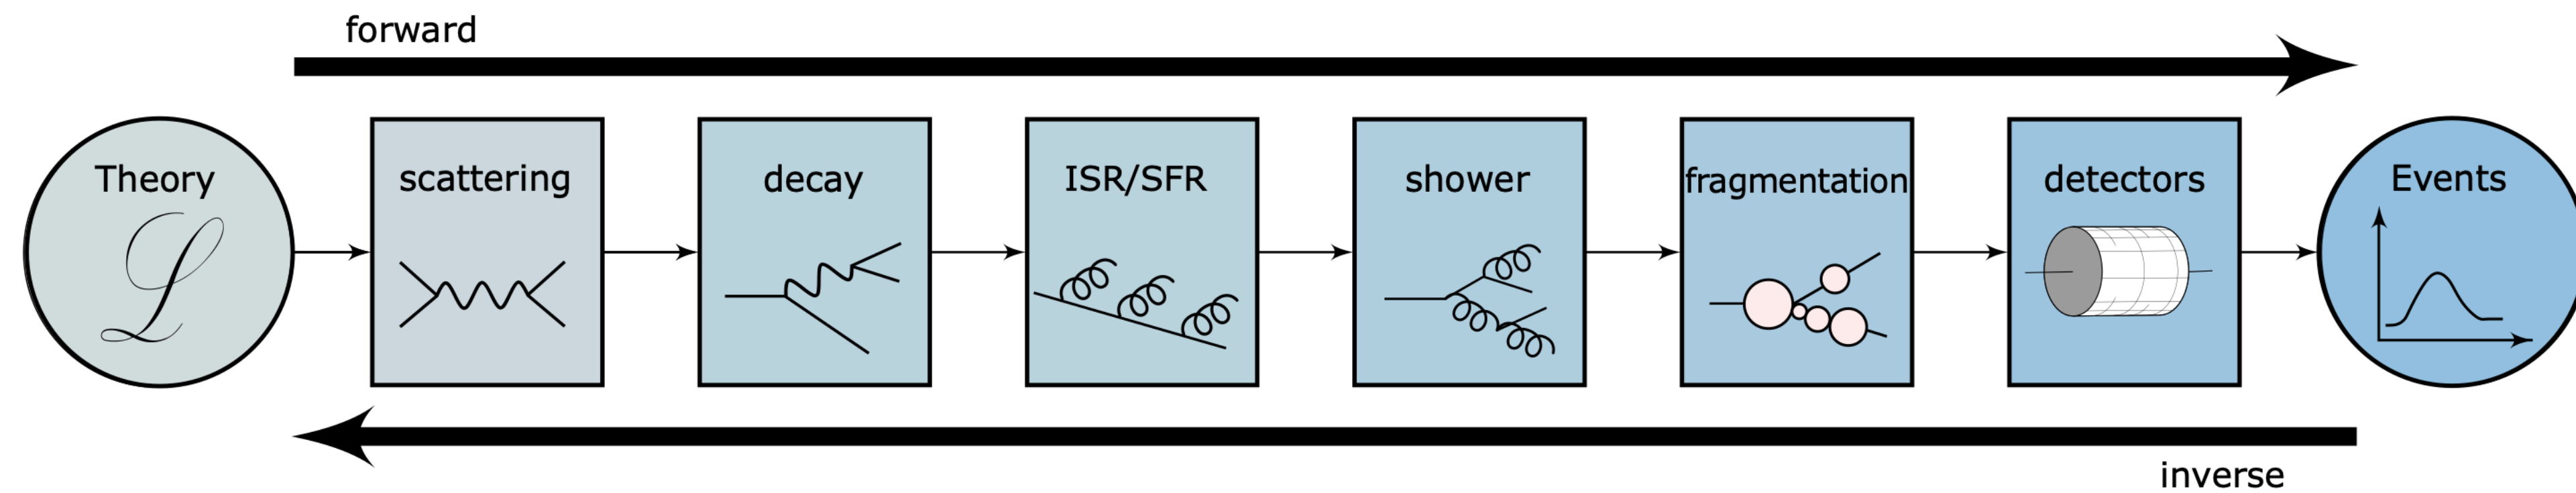 forward
Theory
ℒ
scattering
decay
ISR/SFR
shower
fragmentation
detectors
Events
inverse